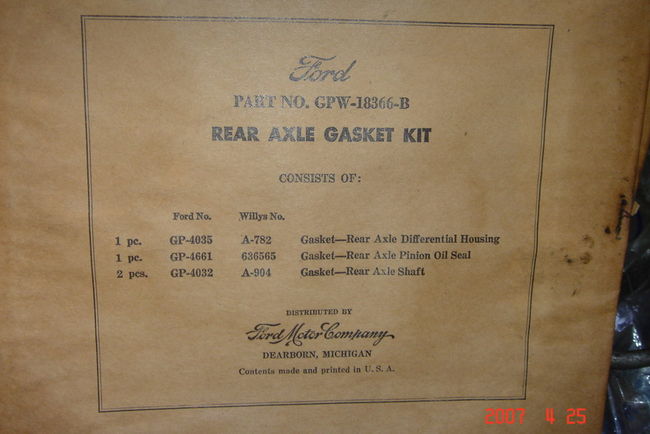 Ford
PART NO. GPW-18366-B
REAR AXLE GASKET KIT
CONSISTS OF:
Ford No. Willys No.
1 pc. GP-4035 A-782 Gasket—Rear Axle Differential Housing
1 pc. GP-4661 636565 Gasket—Rear Axle Pinion Oil Seal
2 pcs. GP-4032 A-904 Gasket—Rear Axle Shaft
DISTRIBUTED BY
Ford Motor Company
DEARBORN, MICHIGAN
Contents made and printed in U. S. A.
2007 4 25